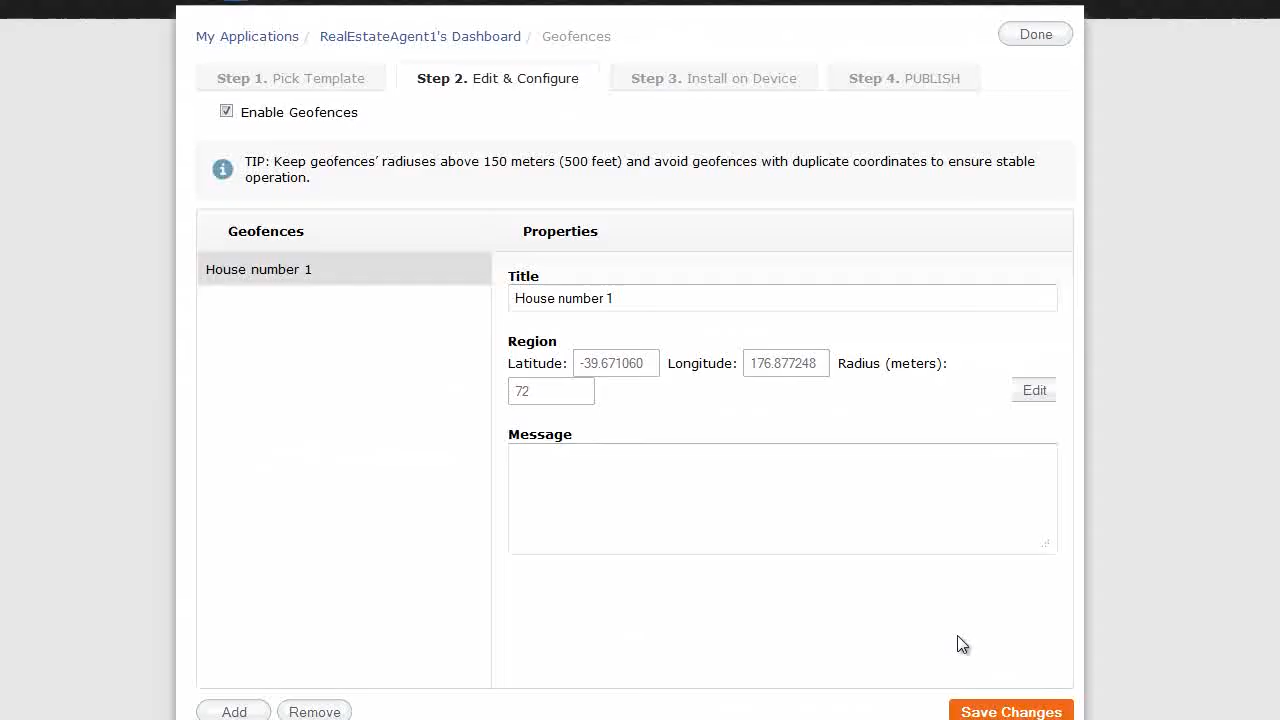 My Applications / RealEstateAgent1's Dashboard / Geofences
Done
Step 1. Pick Template
Step 2. Edit & Configure
Step 3. Install on Device
Step 4. PUBLISH
Enable Geofences
TIP: Keep geofences' radiuses above 150 meters (500 feet) and avoid geofences with duplicate coordinates to ensure stable
operation.
Geofences
Properties
House number 1
Title
House number 1
Region
Latitude: -39.671060 Longitude: 176.877248 Radius (meters):
72
Edit
Message
Add
Remove
Save Changes